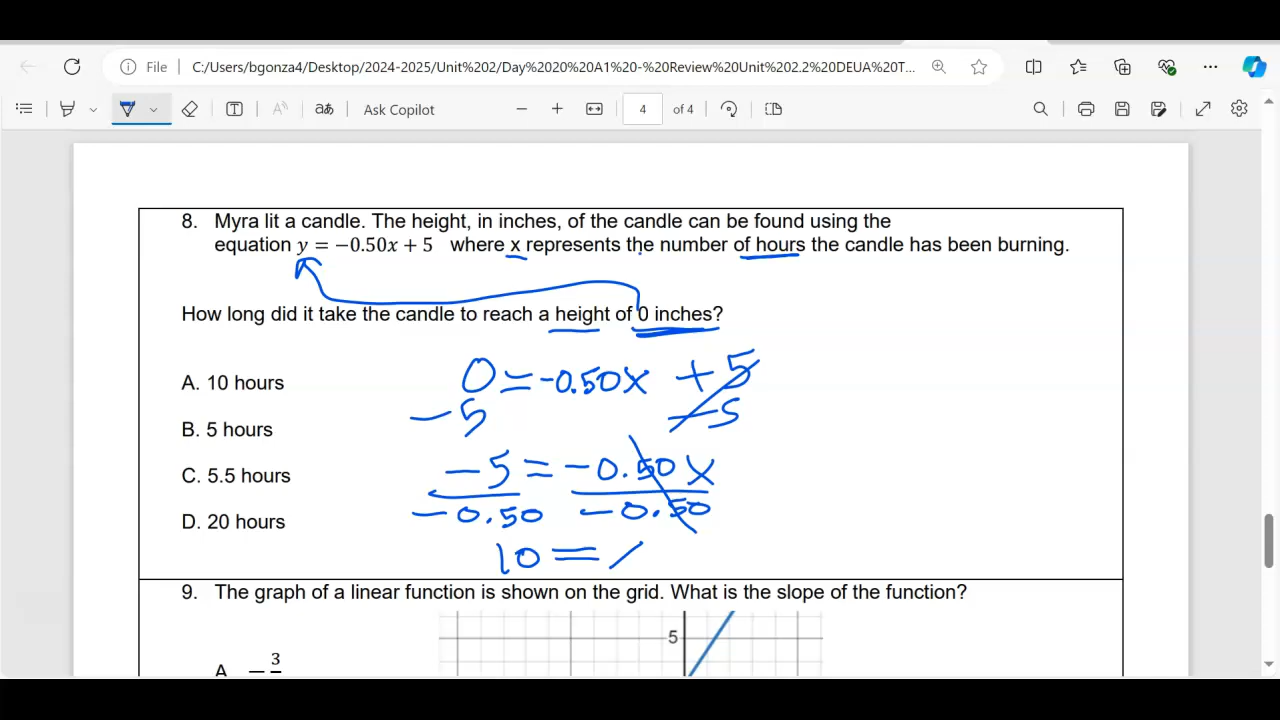 File C:/Users/bgonza4/Desktop/2024-2025/Unit%202/Day%2020%20A1%20-%20Review%20Unit%202.2%20DEUA%20T...
aあ Ask Copilot 4 of 4
8. Myra lit a candle. The height, in inches, of the candle can be found using the
equation y = −0.50x + 5 where x represents the number of hours the candle has been burning.
How long did it take the candle to reach a height of 0 inches?
A. 10 hours
B. 5 hours
C. 5.5 hours
D. 20 hours
0 = -0.50x + 5
-5 -5
-5 = -0.50x
-0.50 -0.50
10 =
9. The graph of a linear function is shown on the grid. What is the slope of the function?
5
A − 3